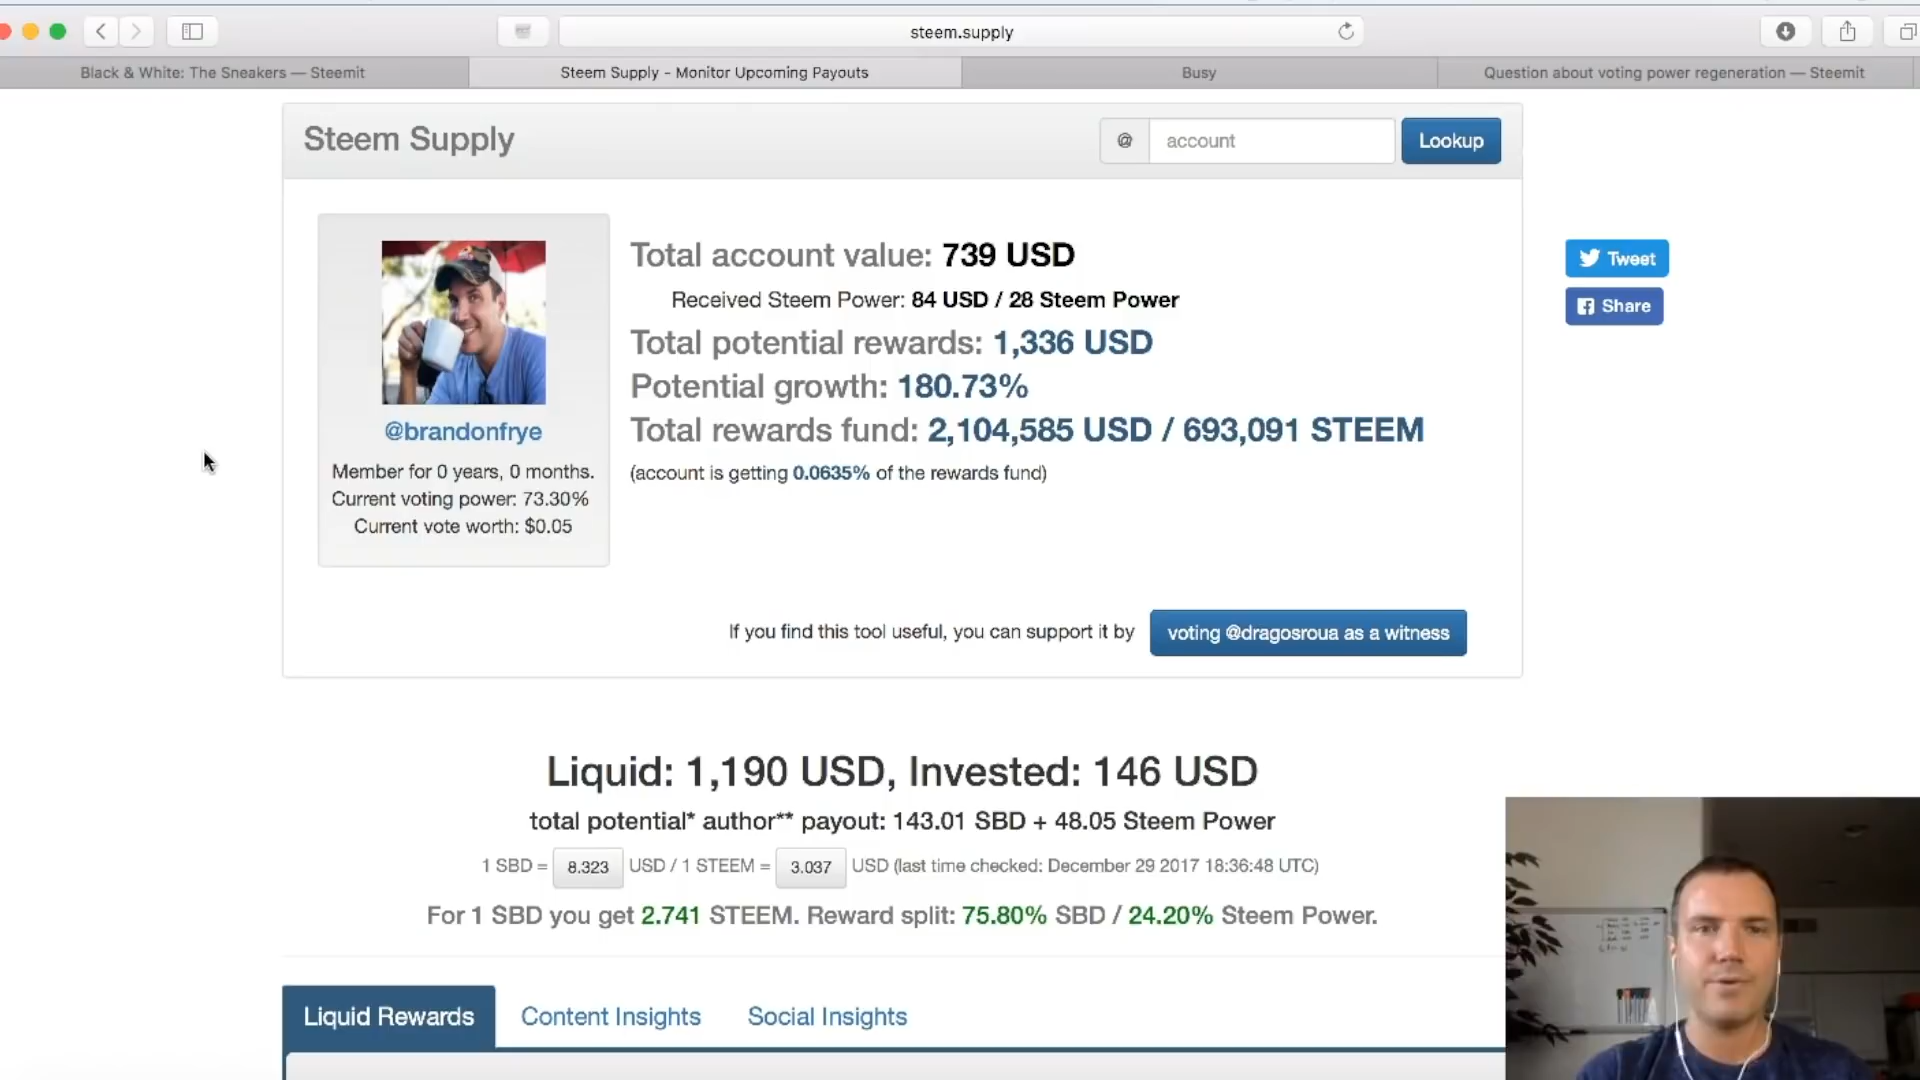 steem.supply
Black & White: The Sneakers — Steemit
Steem Supply - Monitor Upcoming Payouts
Busy
Question about voting power regeneration — Steemit
Steem Supply
@
account
Lookup
@brandonfrye
Member for 0 years, 0 months.
Current voting power: 73.30%
Current vote worth: $0.05
Total account value: 739 USD
Received Steem Power: 84 USD / 28 Steem Power
Total potential rewards: 1,336 USD
Potential growth: 180.73%
Total rewards fund: 2,104,585 USD / 693,091 STEEM
(account is getting 0.0635% of the rewards fund)
Tweet
Share
If you find this tool useful, you can support it by
voting @dragosroua as a witness
Liquid: 1,190 USD, Invested: 146 USD
total potential* author** payout: 143.01 SBD + 48.05 Steem Power
1 SBD = 8.323 USD / 1 STEEM = 3.037 USD (last time checked: December 29 2017 18:36:48 UTC)
For 1 SBD you get 2.741 STEEM. Reward split: 75.80% SBD / 24.20% Steem Power.
Liquid Rewards
Content Insights
Social Insights